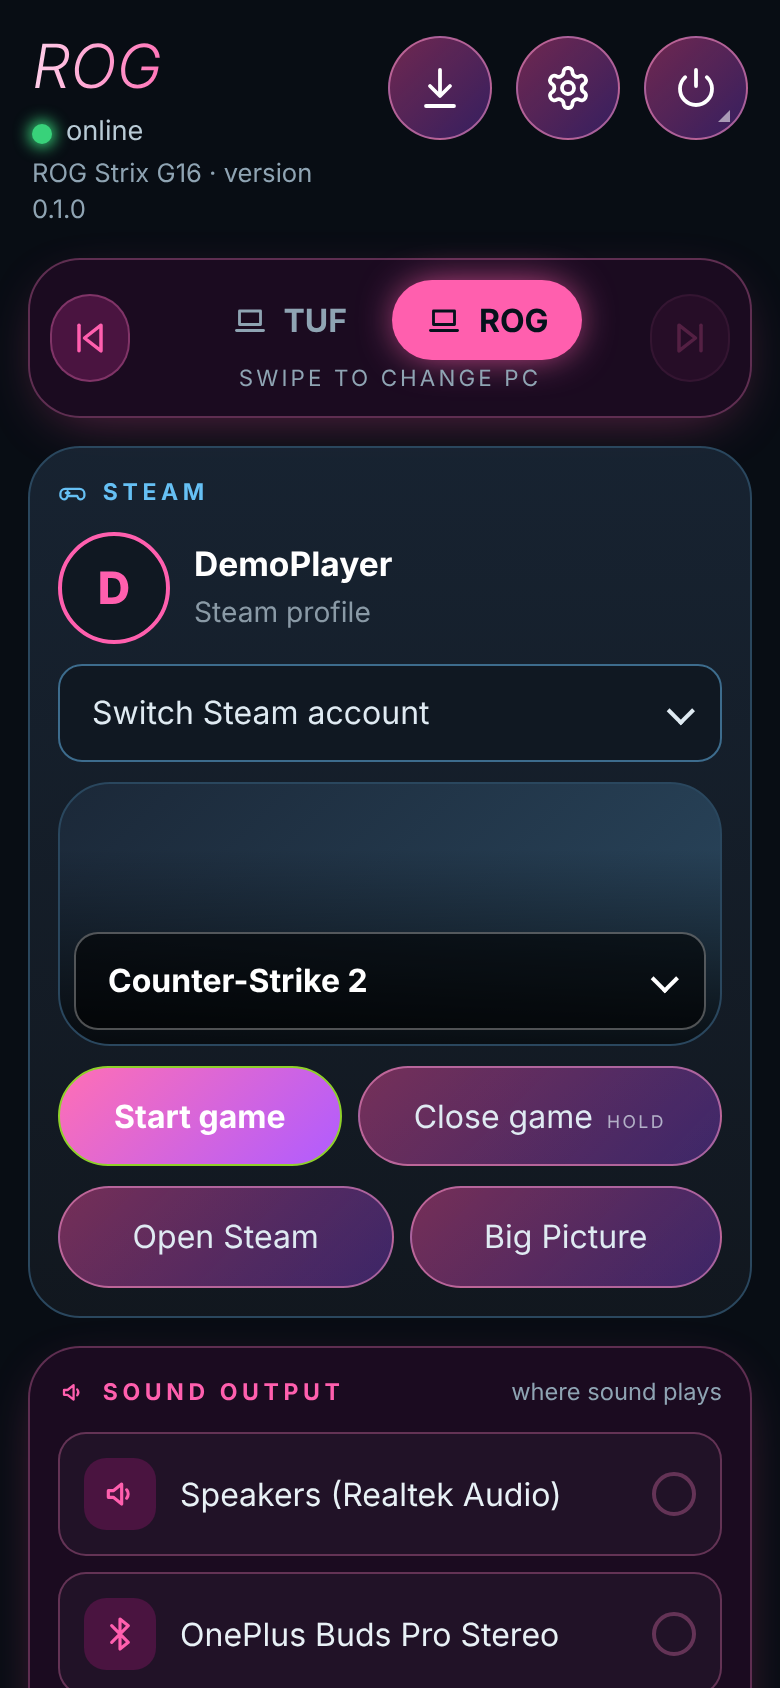 ROG
online
ROG Strix G16 · version
0.1.0
TUF
ROG
SWIPE TO CHANGE PC
STEAM
D
DemoPlayer
Steam profile
Switch Steam account
Counter-Strike 2
Start game
Close game HOLD
Open Steam
Big Picture
SOUND OUTPUT
where sound plays
Speakers (Realtek Audio)
OnePlus Buds Pro Stereo